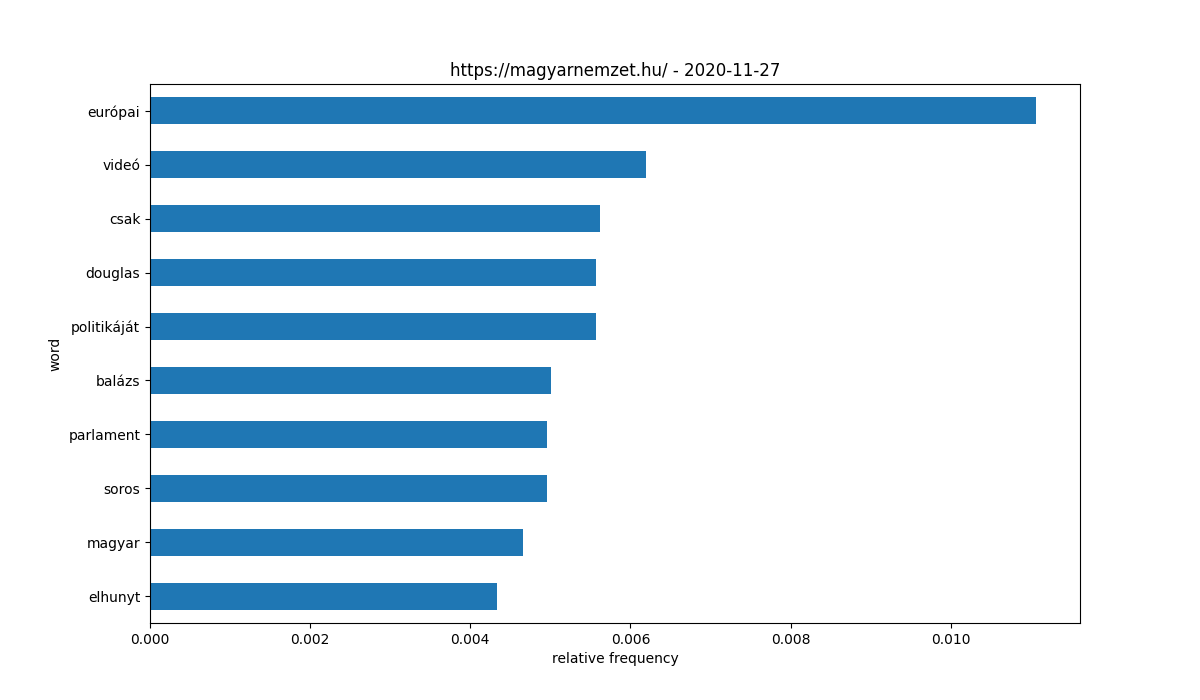 https://magyarnemzet.hu/ - 2020-11-27
európai
videó
csak
douglas
politikáját
balázs
parlament
soros
magyar
elhunyt
word
0.000 0.002 0.004 0.006 0.008 0.010
relative frequency